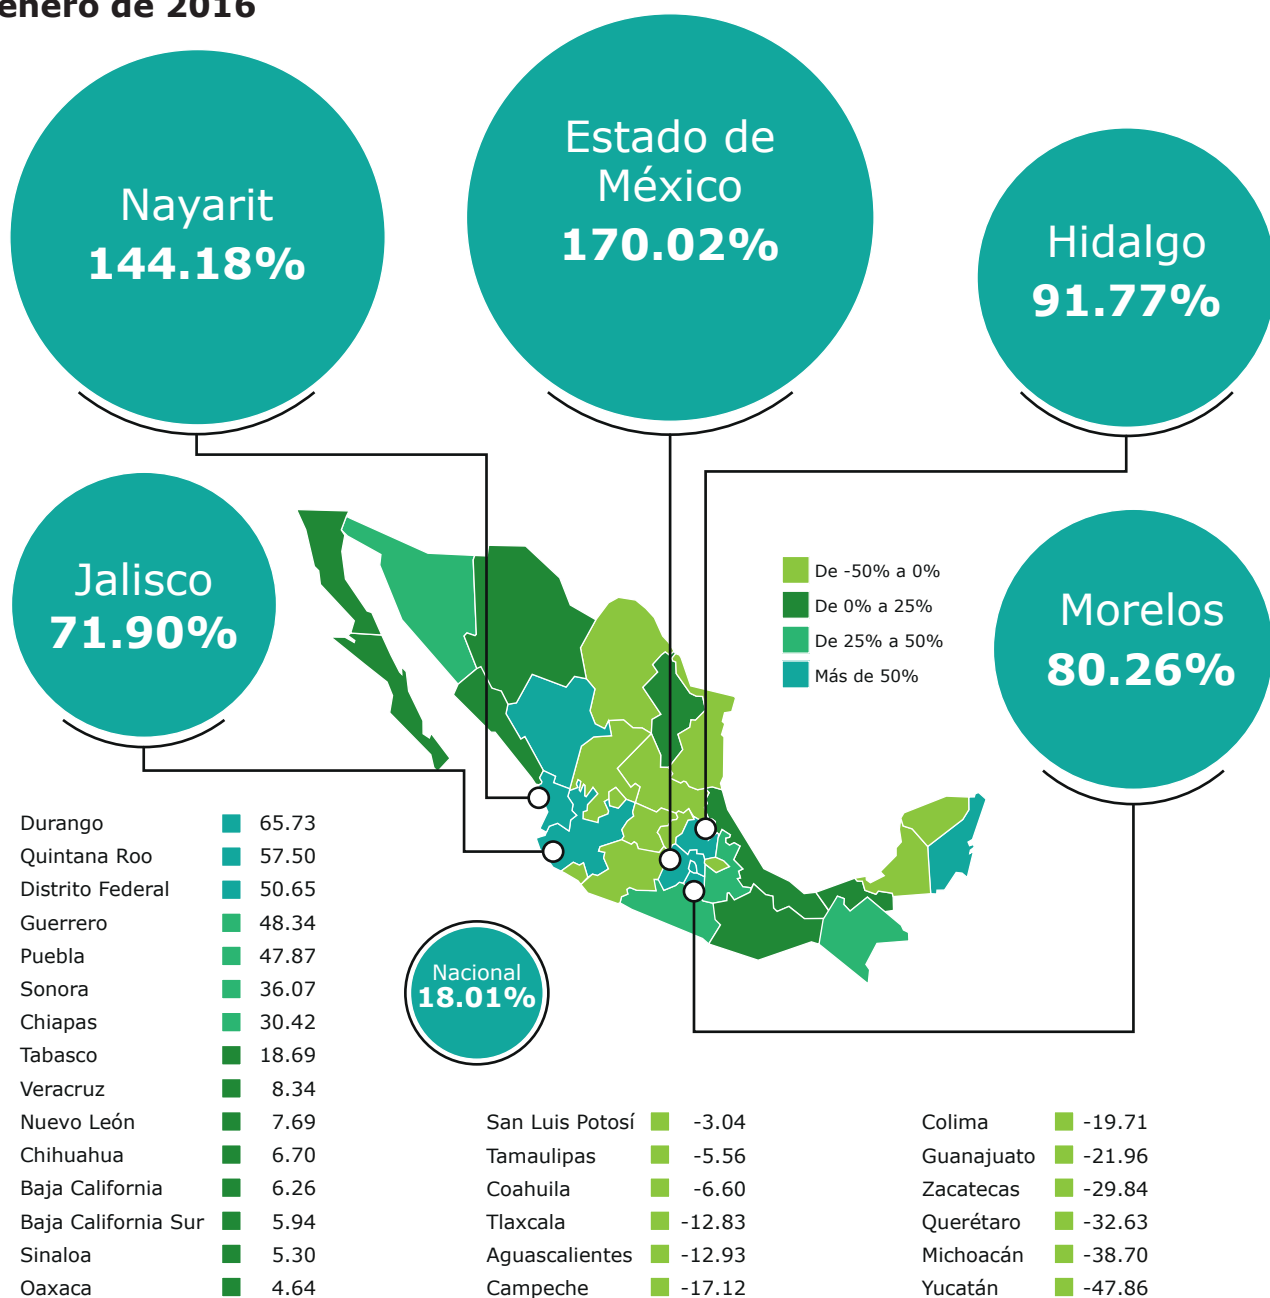 enero de 2016
Nayarit
144.18%
Estado de
México
170.02%
Hidalgo
91.77%
Jalisco
71.90%
Morelos
80.26%
De -50% a 0%
De 0% a 25%
De 25% a 50%
Más de 50%
Nacional
18.01%
Durango 65.73
Quintana Roo 57.50
Distrito Federal 50.65
Guerrero 48.34
Puebla 47.87
Sonora 36.07
Chiapas 30.42
Tabasco 18.69
Veracruz 8.34
Nuevo León 7.69
Chihuahua 6.70
Baja California 6.26
Baja California Sur 5.94
Sinaloa 5.30
Oaxaca 4.64
San Luis Potosí -3.04
Tamaulipas -5.56
Coahuila -6.60
Tlaxcala -12.83
Aguascalientes -12.93
Campeche -17.12
Colima -19.71
Guanajuato -21.96
Zacatecas -29.84
Querétaro -32.63
Michoacán -38.70
Yucatán -47.86